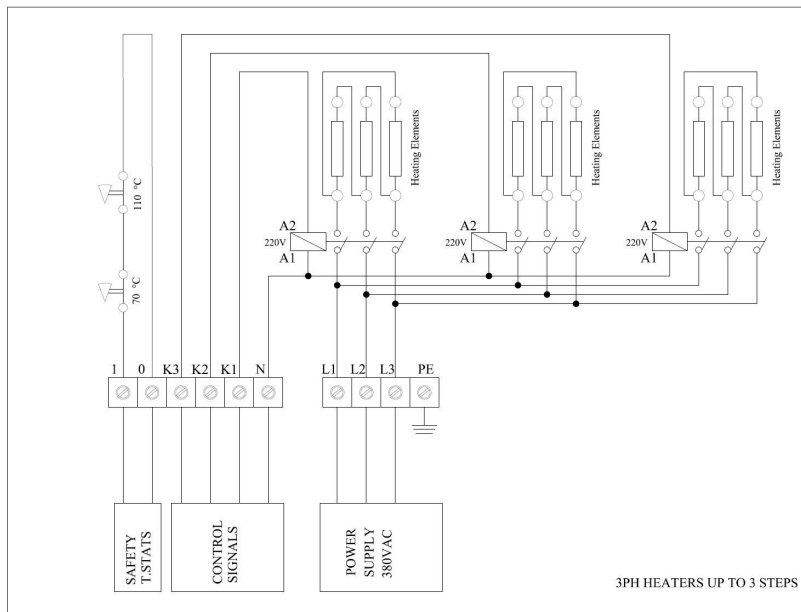 Heating Elements
Heating Elements
Heating Elements
110 °C
A2
220V
A1
A2
220V
A1
A2
220V
A1
70 °C
1 0 K3 K2 K1 N
L1 L2 L3 PE
SAFETY
T.STATS
CONTROL
SIGNALS
POWER
SUPPLY
380VAC
3PH HEATERS UP TO 3 STEPS